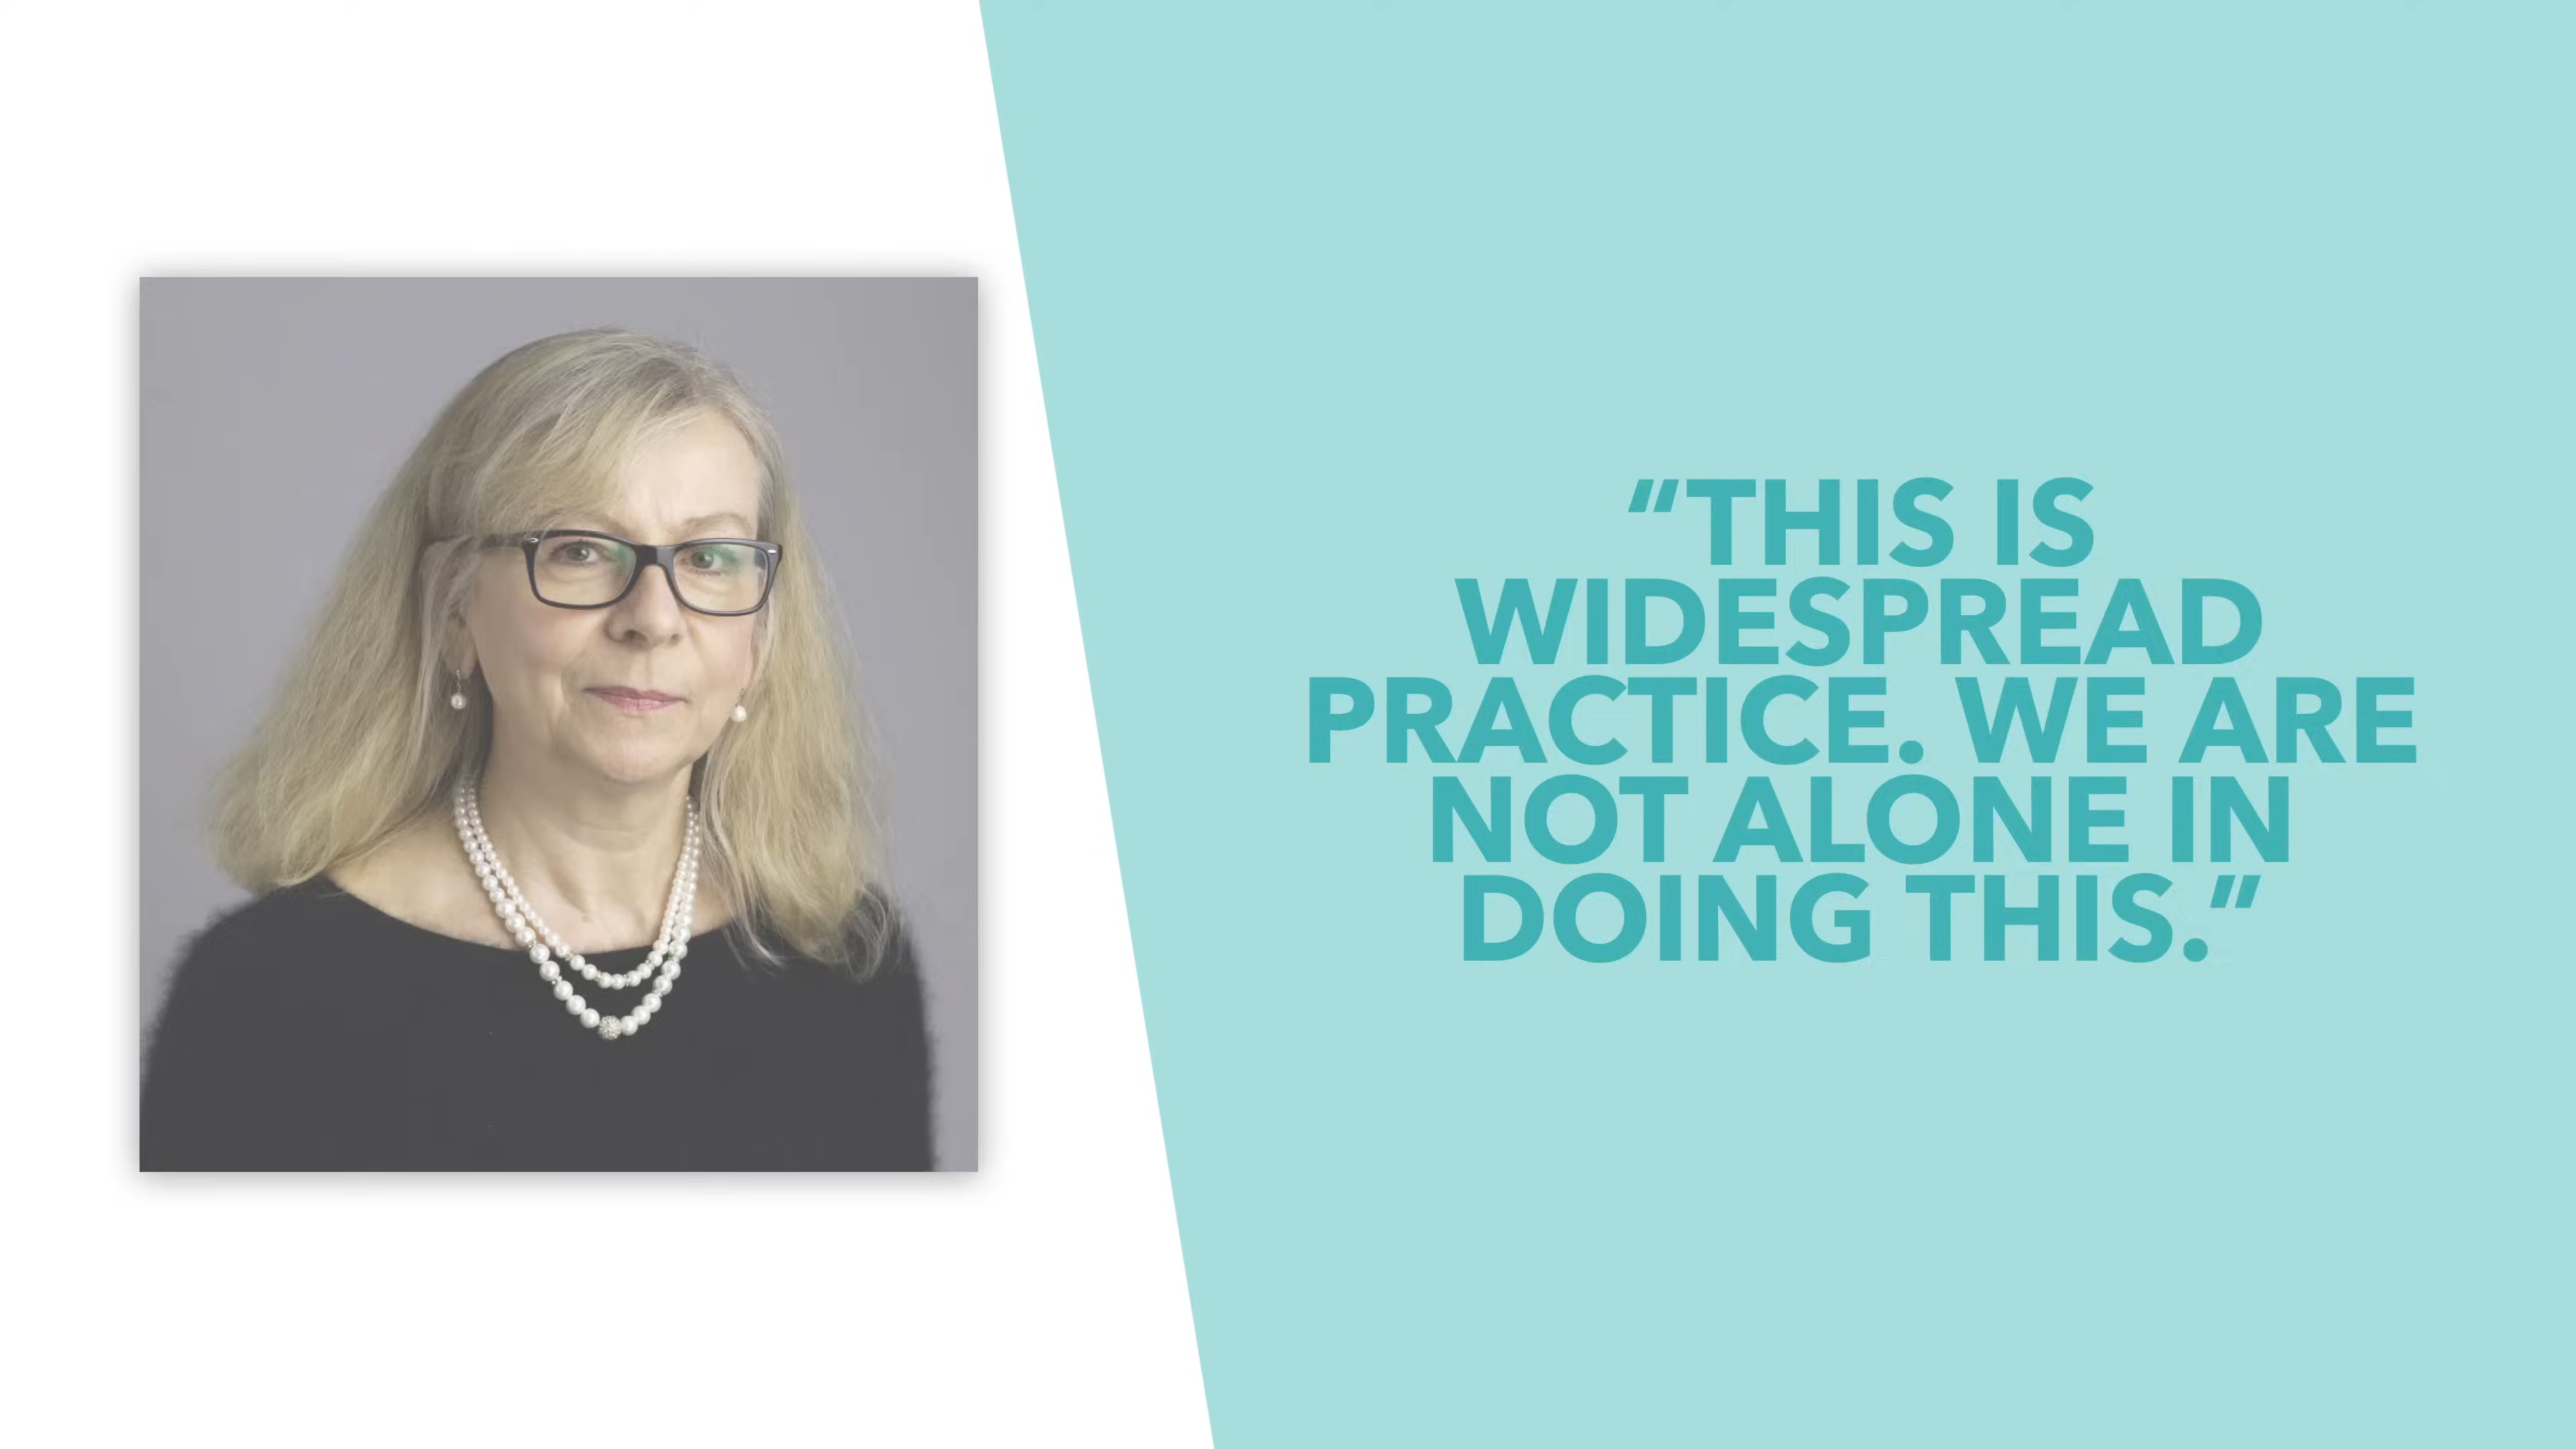 “THIS IS
WIDESPREAD
PRACTICE. WE ARE
NOT ALONE IN
DOING THIS.”